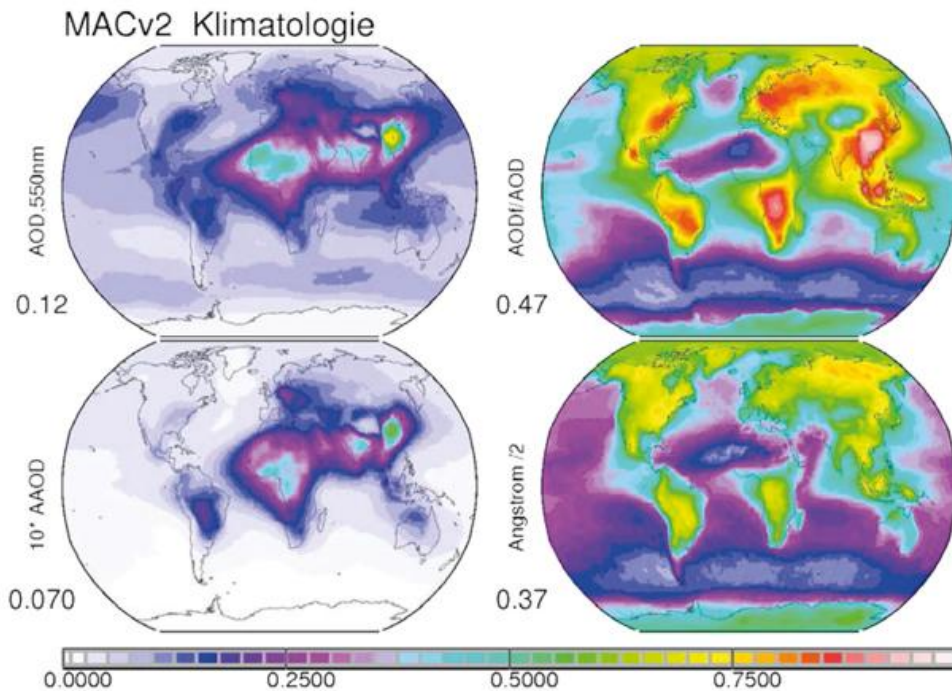 MACv2 Klimatologie
AOD,550nm
0.12
AODf/AOD
0.47
10* AAOD
0.070
Angstrom /2
0.37
0.0000 0.2500 0.5000 0.7500